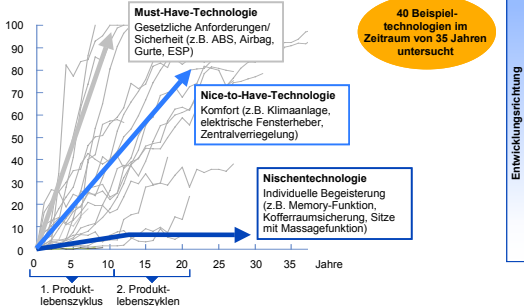 Must-Have-Technologie
Gesetzliche Anforderungen/
Sicherheit (z.B. ABS, Airbag,
Gurte, ESP)
40 Beispiel-
technologien im
Zeitraum von 35 Jahren
untersucht
Nice-to-Have-Technologie
Komfort (z.B. Klimaanlage,
elektrische Fensterheber,
Zentralverriegelung)
Nischentechnologie
Individuelle Begeisterung
(z.B. Memory-Funktion,
Kofferraumsicherung, Sitze
mit Massagefunktion)
Entwicklungsrichtung
100
90
80
70
60
50
40
30
20
10
0
0 5 10 15 20 25 30 35 Jahre
1. Produkt-
lebenszyklus
2. Produkt-
lebenszyklen